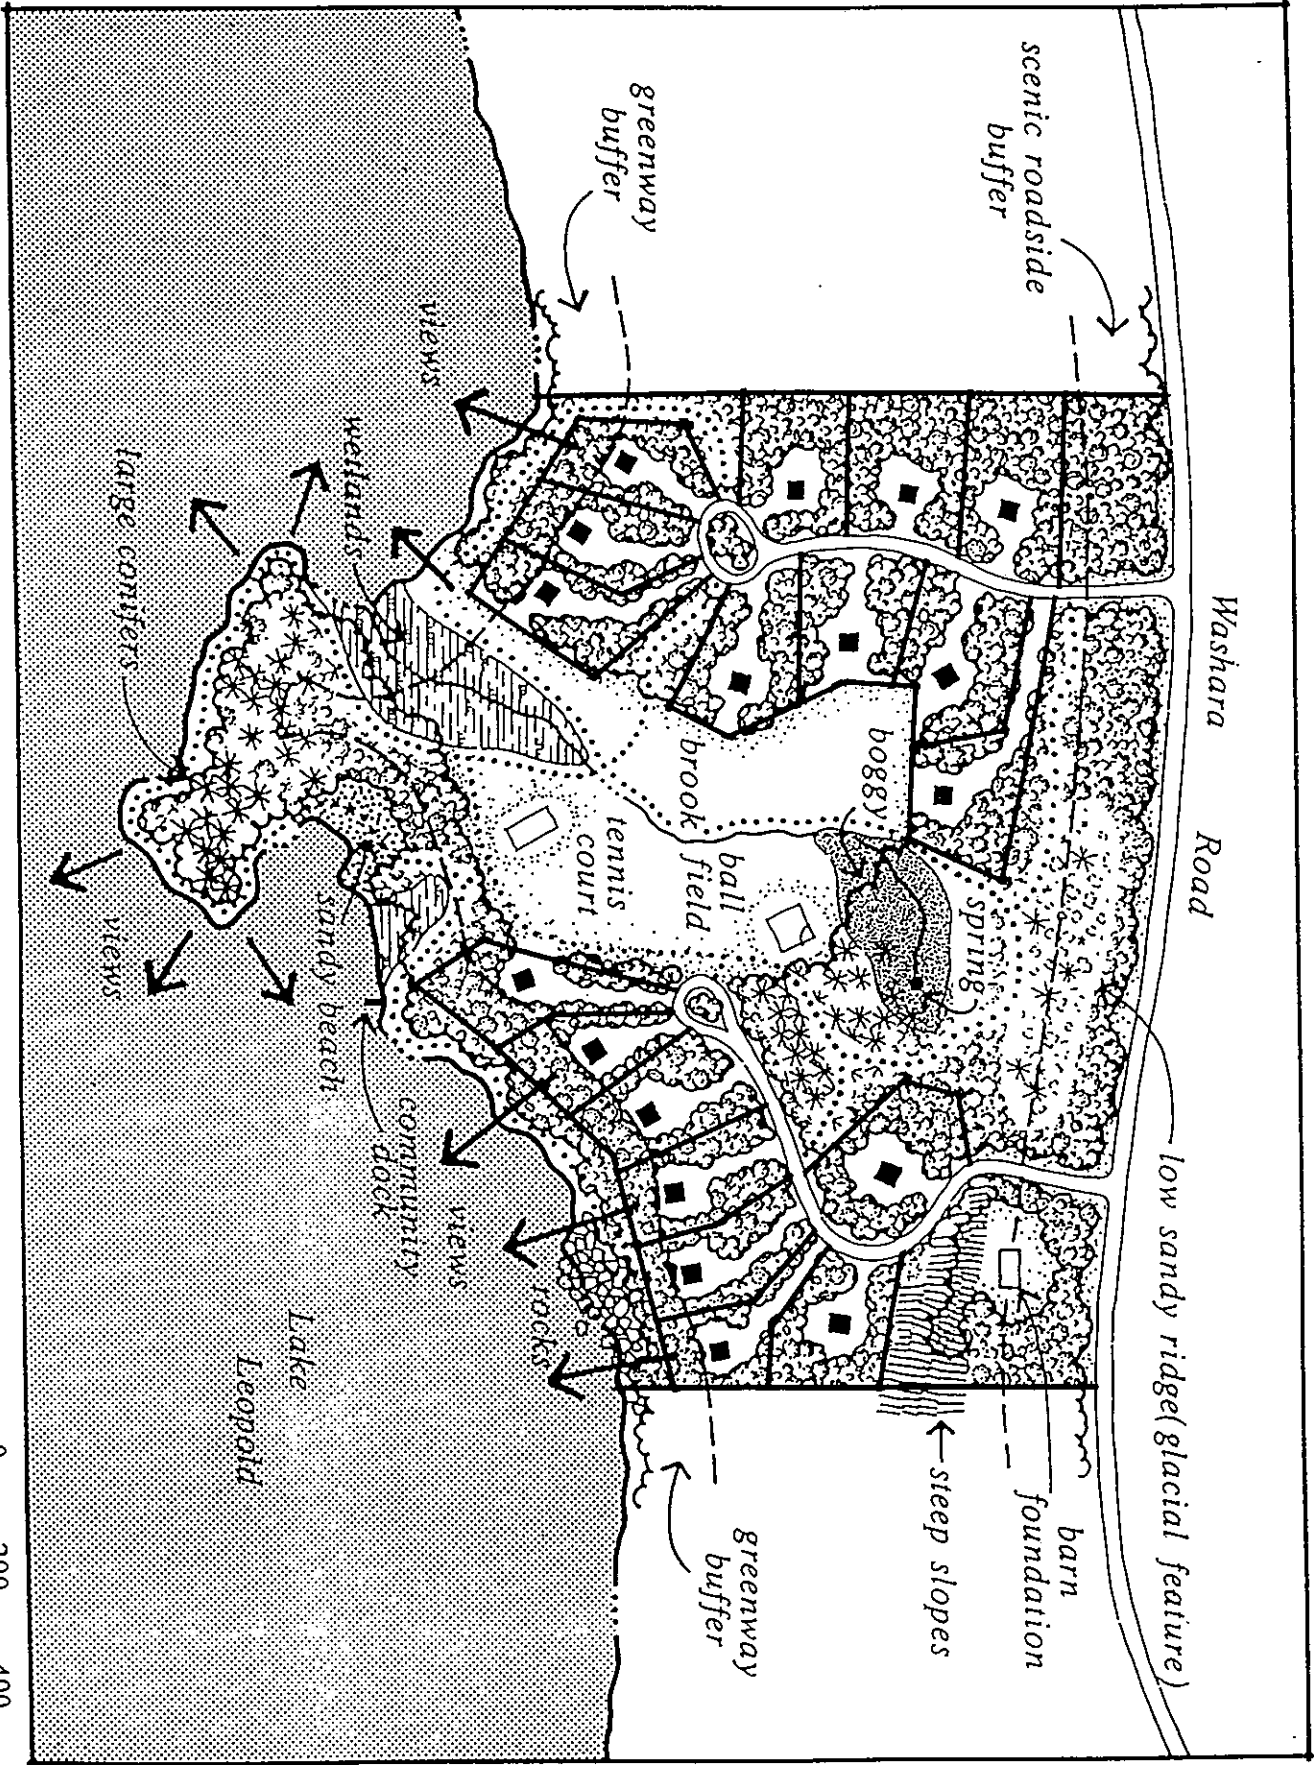 scenic roadside
buffer
greenway
buffer
views
wetlands
large conifers
Washara
Road
boggy
brook
spring
ball
field
tennis
court
sandy beach
views
low sandy ridge(glacial feature)
community
dock
views
rocks
Lake
Leopold
barn
foundation
steep slopes
greenway
buffer